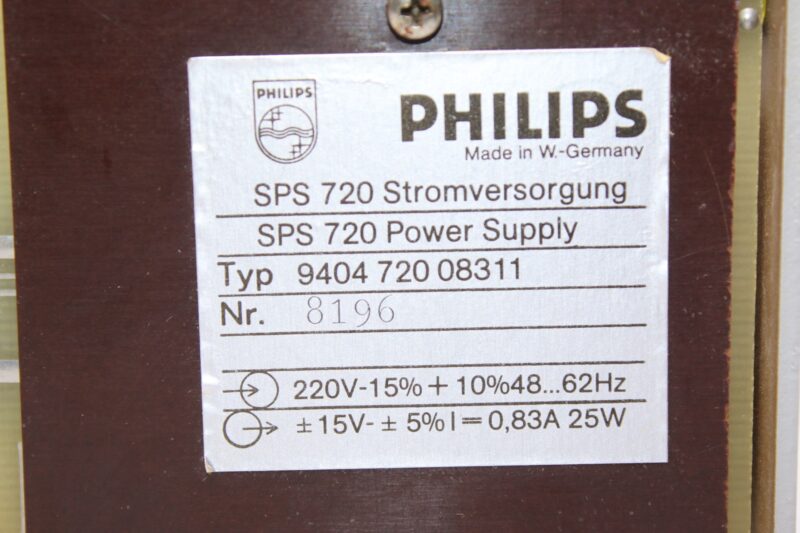 PHILIPS
PHILIPS
Made in W.-Germany
SPS 720 Stromversorgung
SPS 720 Power Supply
Typ 9404 720 08311
Nr. 8196
220V-15% + 10%48...62Hz
±15V- ± 5% I = 0,83A 25W